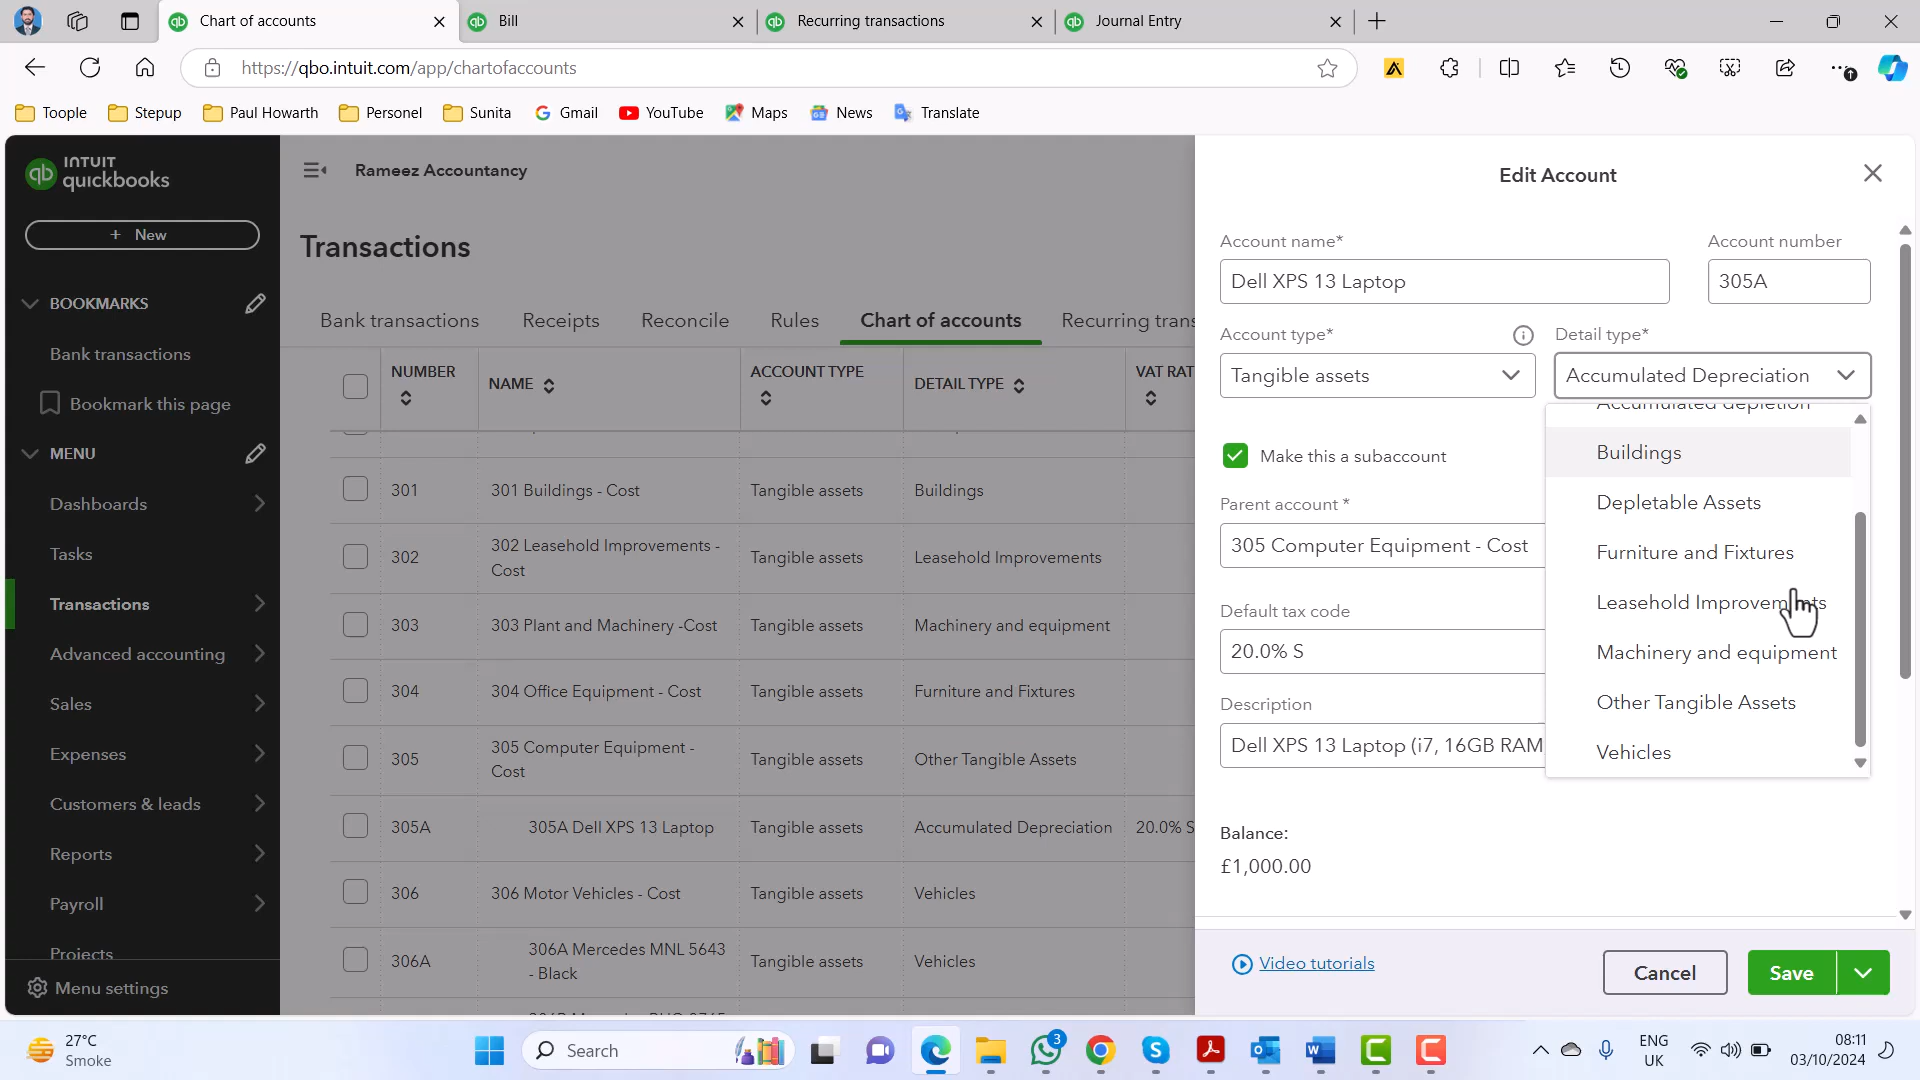 Chart of accounts
Bill
Recurring transactions
Journal Entry
https://qbo.intuit.com/app/chartofaccounts
Toople
Stepup
Paul Howarth
Personel
Sunita
Gmail
YouTube
Maps
News
Translate
qb
INTUIT
quickbooks
+ New
BOOKMARKS
Bank transactions
Bookmark this page
MENU
Dashboards
Tasks
Transactions
Advanced accounting
Sales
Expenses
Customers & leads
Reports
Payroll
Projects
Menu settings
Rameez Accountancy
Transactions
Bank transactions
Receipts
Reconcile
Rules
Chart of accounts
Recurring trans
NUMBER
NAME
ACCOUNT TYPE
DETAIL TYPE
VAT RAT
301
301 Buildings - Cost
Tangible assets
Buildings
302
302 Leasehold Improvements -
Cost
Tangible assets
Leasehold Improvements
303
303 Plant and Machinery -Cost
Tangible assets
Machinery and equipment
304
304 Office Equipment - Cost
Tangible assets
Furniture and Fixtures
305
305 Computer Equipment -
Cost
Tangible assets
Other Tangible Assets
305A
305A Dell XPS 13 Laptop
Tangible assets
Accumulated Depreciation
20.0% S
306
306 Motor Vehicles - Cost
Tangible assets
Vehicles
306A
306A Mercedes MNL 5643
- Black
Tangible assets
Vehicles
Edit Account
Account name*
Dell XPS 13 Laptop
Account number
305A
Account type*
Tangible assets
Detail type*
Accumulated Depreciation
Accumulated depletion
Buildings
Depletable Assets
Furniture and Fixtures
Leasehold Improvements
Machinery and equipment
Other Tangible Assets
Vehicles
Make this a subaccount
Parent account *
305 Computer Equipment - Cost
Default tax code
20.0% S
Description
Dell XPS 13 Laptop (i7, 16GB RAM
Balance:
£1,000.00
Video tutorials
Cancel
Save
27°C
Smoke
Search
3
ENG
UK
08:11
03/10/2024